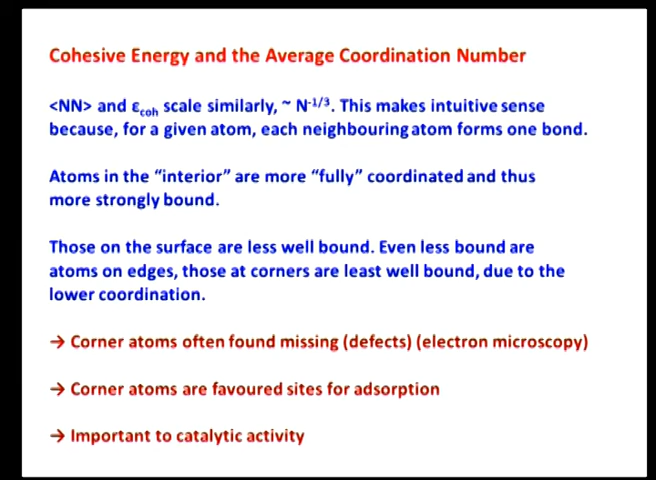 Cohesive Energy and the Average Coordination Number
<NN> and εcoh scale similarly, ~ N-1/3. This makes intuitive sense
because, for a given atom, each neighbouring atom forms one bond.
Atoms in the “interior” are more “fully” coordinated and thus
more strongly bound.
Those on the surface are less well bound. Even less bound are
atoms on edges, those at corners are least well bound, due to the
lower coordination.
→ Corner atoms often found missing (defects) (electron microscopy)
→ Corner atoms are favoured sites for adsorption
→ Important to catalytic activity